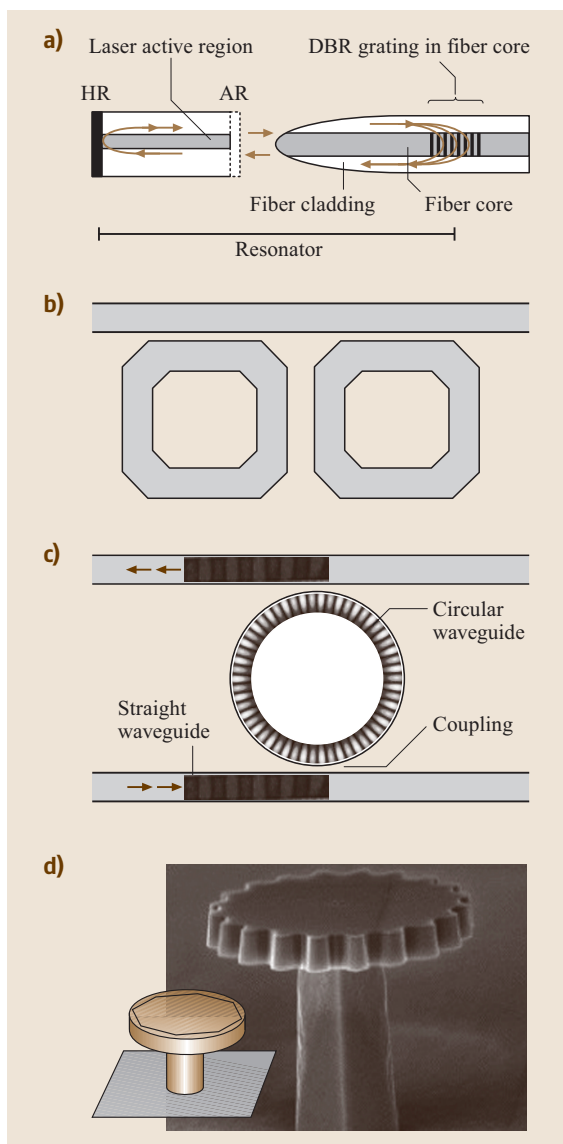 a)
Laser active region
DBR grating in fiber core
HR
AR
Fiber cladding
Fiber core
Resonator
b)
c)
Circular
waveguide
Straight
waveguide
Coupling
d)